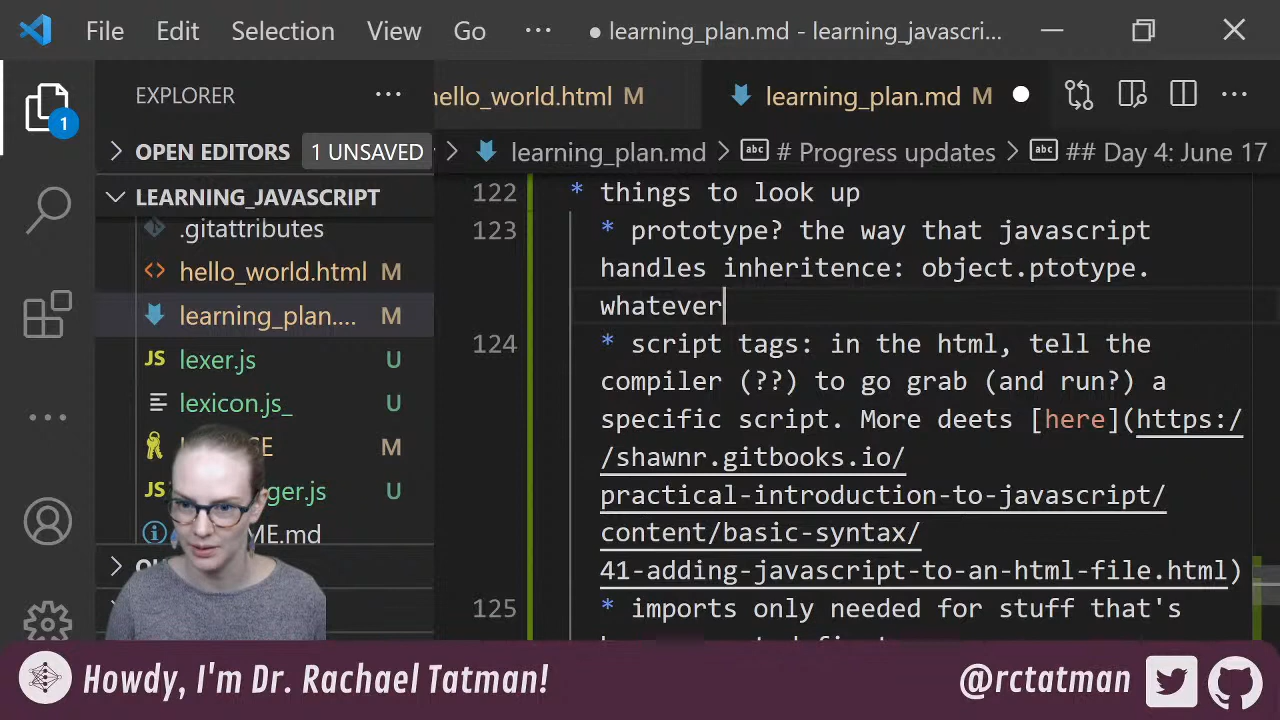 File Edit Selection View Go ··· ● learning_plan.md - learning_javascri...
EXPLORER ··· hello_world.html M learning_plan.md M
OPEN EDITORS 1 UNSAVED learning_plan.md > # Progress updates > ## Day 4: June 17
1
LEARNING_JAVASCRIPT
.gitattributes
hello_world.html M
learning_plan.... M
JS lexer.js U
lexicon.js_ U
M
JS ger.js U
ME.md
122 * things to look up
123 * prototype? the way that javascript
handles inheritence: object.ptotype.
whatever
124 * script tags: in the html, tell the
compiler (??) to go grab (and run?) a
specific script. More deets [here](https:/
/shawnr.gitbooks.io/
practical-introduction-to-javascript/
content/basic-syntax/
41-adding-javascript-to-an-html-file.html)
125 * imports only needed for stuff that's
Howdy, I'm Dr. Rachael Tatman! @rctatman